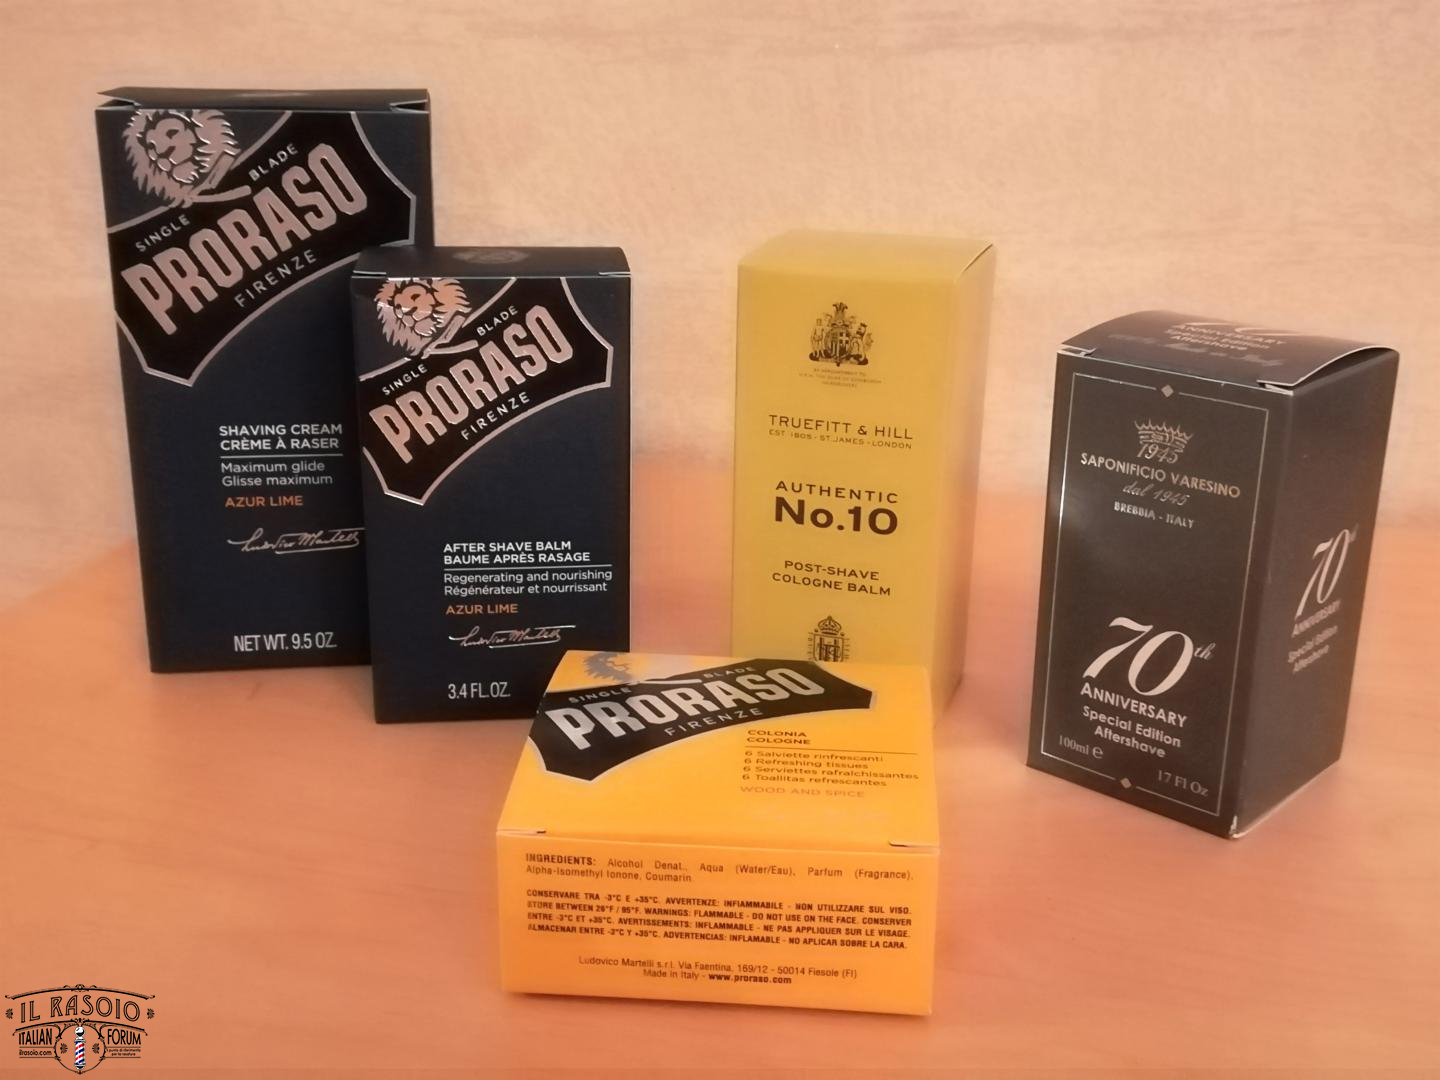 SINGLE BLADE
PRORASO
FIRENZE
SHAVING CREAM
CRÈME À RASER
Maximum glide
Glisse maximum
AZUR LIME
Ludovico Martelli
NET WT. 9.5 OZ.
SINGLE BLADE
PRORASO
FIRENZE
AFTER SHAVE BALM
BAUME APRÈS RASAGE
Regenerating and nourishing
Régénérateur et nourrissant
AZUR LIME
Ludovico Martelli
3.4 FL.OZ.
TRUEFITT & HILL
EST. 1805 - ST. JAMES - LONDON
AUTHENTIC
No.10
POST-SHAVE
COLOGNE BALM
ANNIVERSARY
Special Edition
Aftershave
1945
SAPONIFICIO VARESINO
dal 1945
BREBBIA - ITALY
70th
ANNIVERSARY
Special Edition
Aftershave
100ml e
17 Fl Oz
70th
ANNIVERSARY
Special Edition
Aftershave
SINGLE BLADE
PRORASO
FIRENZE
COLONIA
COLOGNE
6 Salviette rinfrescanti
6 Refreshing tissues
6 Serviettes rafraîchissantes
6 Toallitas refrescantes
WOOD AND SPICE
INGREDIENTS: Alcohol Denat., Aqua (Water/Eau), Parfum (Fragrance),
Alpha-Isomethyl Ionone, Coumarin.
CONSERVARE TRA -3°C E +35°C. AVVERTENZE: INFIAMMABILE - NON UTILIZZARE SUL VISO.
STORE BETWEEN 26°F / 95°F. WARNINGS: FLAMMABLE - DO NOT USE ON THE FACE. CONSERVER
ENTRE -3°C ET +35°C. AVERTISSEMENTS: INFLAMMABLE - NE PAS APPLIQUER SUR LE VISAGE.
ALMACENAR ENTRE -3°C Y +35°C. ADVERTENCIAS: INFLAMABLE - NO APLICAR SOBRE LA CARA.
Ludovico Martelli s.r.l. Via Faentina, 169/12 - 50014 Fiesole (FI)
Made in Italy - www.proraso.com
IL RASOIO
ITALIAN FORUM
ilrasoio.com